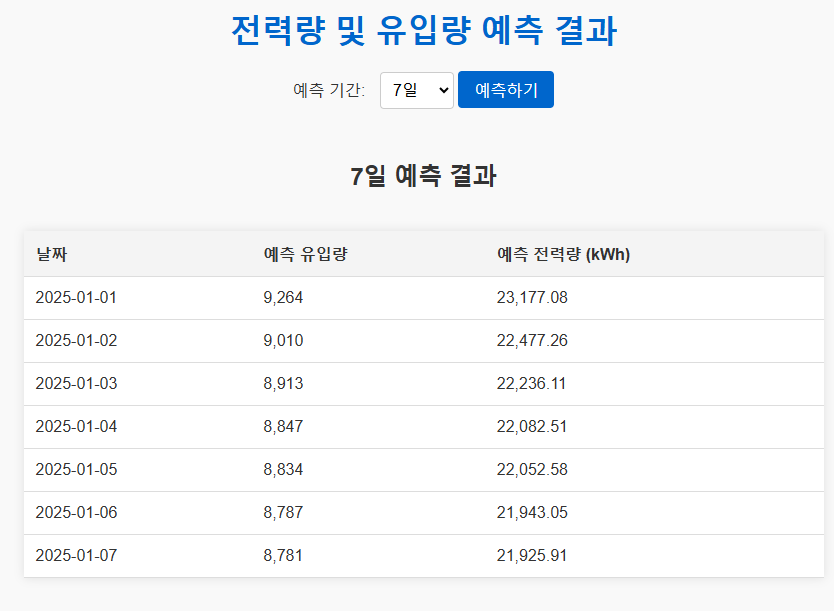 전력량 및 유입량 예측 결과
예측 기간: 7일 예측하기
7일 예측 결과
날짜 예측 유입량 예측 전력량 (kWh)
2025-01-01 9,264 23,177.08
2025-01-02 9,010 22,477.26
2025-01-03 8,913 22,236.11
2025-01-04 8,847 22,082.51
2025-01-05 8,834 22,052.58
2025-01-06 8,787 21,943.05
2025-01-07 8,781 21,925.91